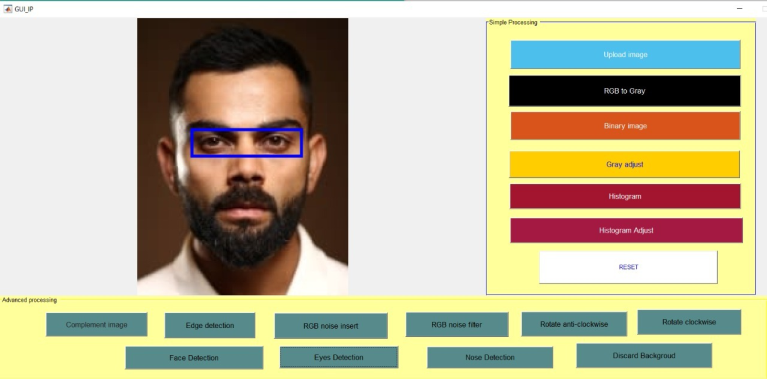 GUI_IP
Simple Processing
Upload image
RGB to Gray
Binary image
Gray adjust
Histogram
Histogram Adjust
RESET
Advanced processing
Complement image
Edge detection
RGB noise insert
RGB noise filter
Rotate anti-clockwise
Rotate clockwise
Face Detection
Eyes Detection
Nose Detection
Discard Backgroud